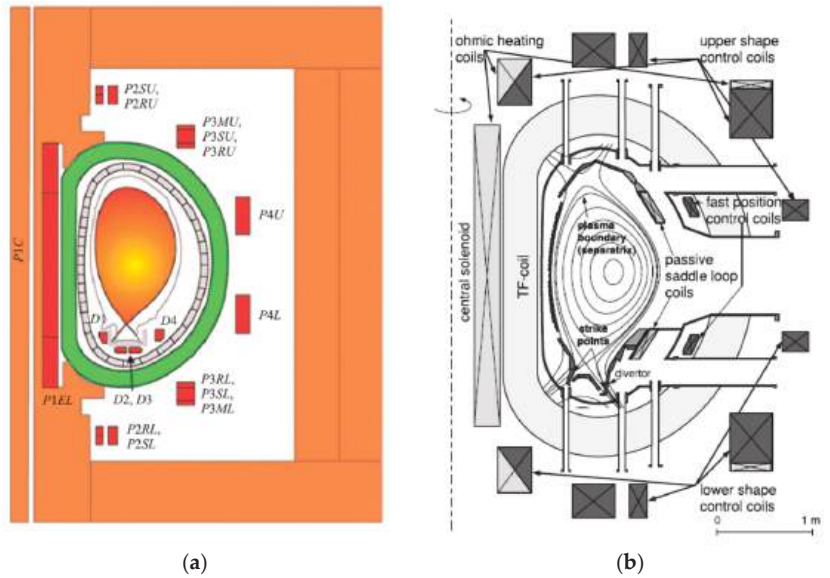 P1C
P2SU,
P2RU
P3MU,
P3SU,
P3RU
P4U
P4L
D4
D2, D3
P3RL,
P3SL,
P3ML
P1EL
P2RL,
P2SL
(a)
ohmic heating
coils
upper shape
control coils
fast position
control coils
central solenoid
TF-coil
plasma
boundary
(separatrix)
passive
saddle loop
coils
strike
points
divertor
lower shape
control coils
0
1 m
(b)